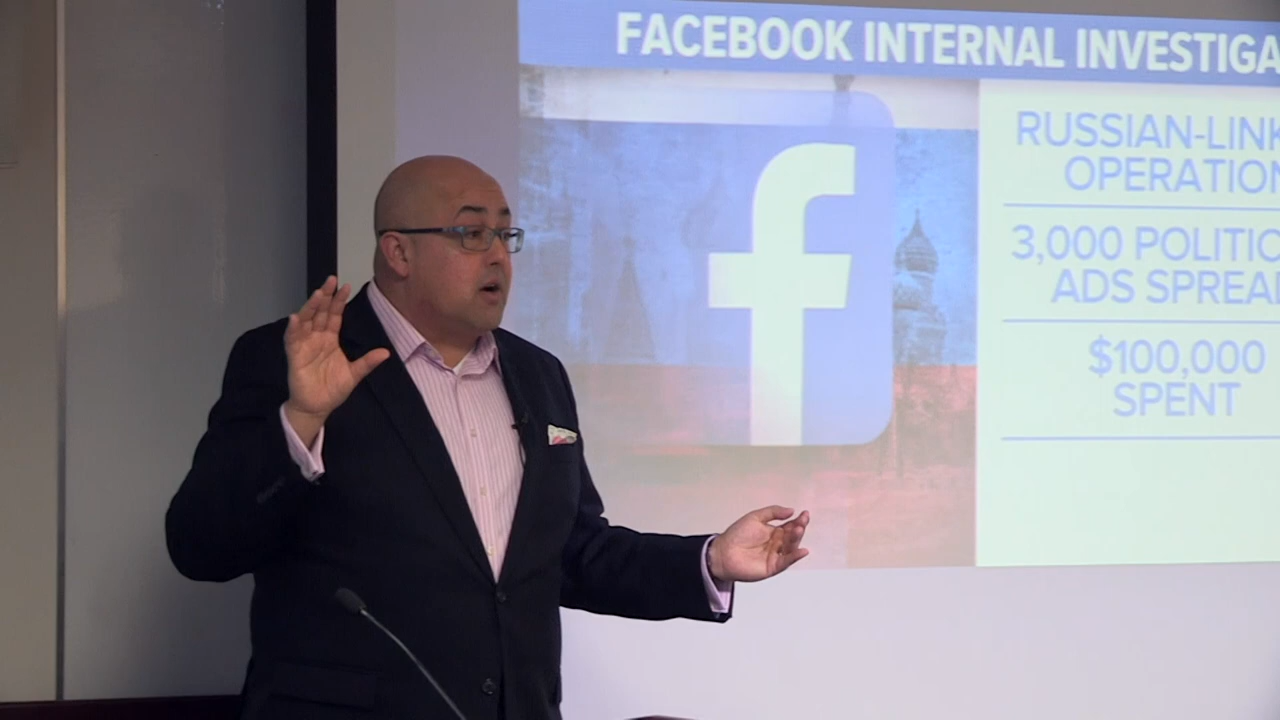 FACEBOOK INTERNAL INVESTIGA
f
RUSSIAN-LINK
OPERATION
3,000 POLITIC
ADS SPREA
$100,000
SPENT